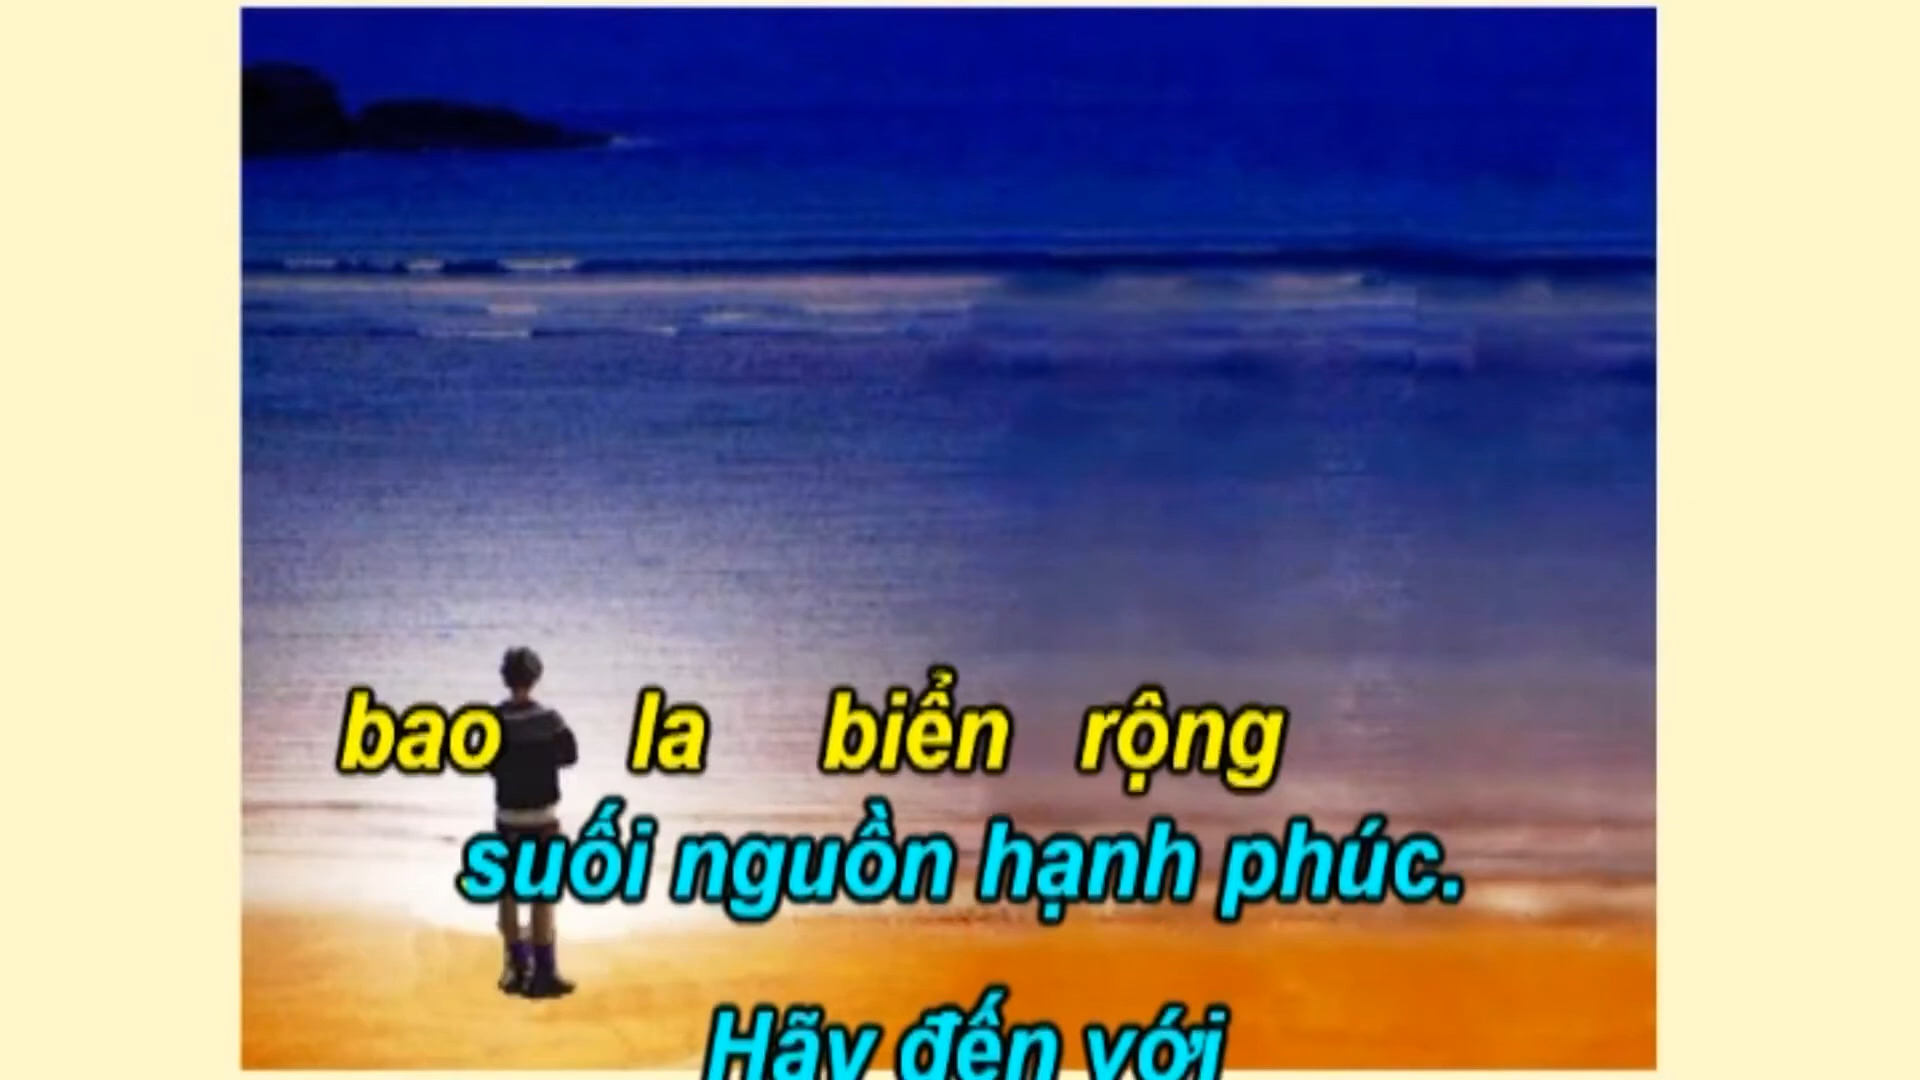 bao la biển rộng
suối nguồn hạnh phúc.
Hãy đến với